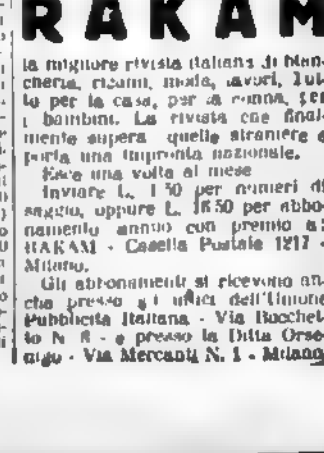 RAKAM
la migliore rivista italiana di bian-
cheria, ricami, moda, lavori, Tut-
to per la casa, per la donna, per
i bambini. La rivista che final-
mente supera quelle straniere e
porta una impronta nazionale.
Esce una volta al mese
Inviare L. 1 50 per numeri di
saggio, oppure L. 16 50 per abbo-
namento annuo con premio a:
RAKAM - Casella Postale 1217 -
Milano.
Gli abbonamenti si ricevono an-
che presso gli uffici dell'Unione
Pubblicità Italiana - Via Bocchet-
to N. 8 - e presso la Ditta Orse-
nigo - Via Mercanti N. 1 - Milano